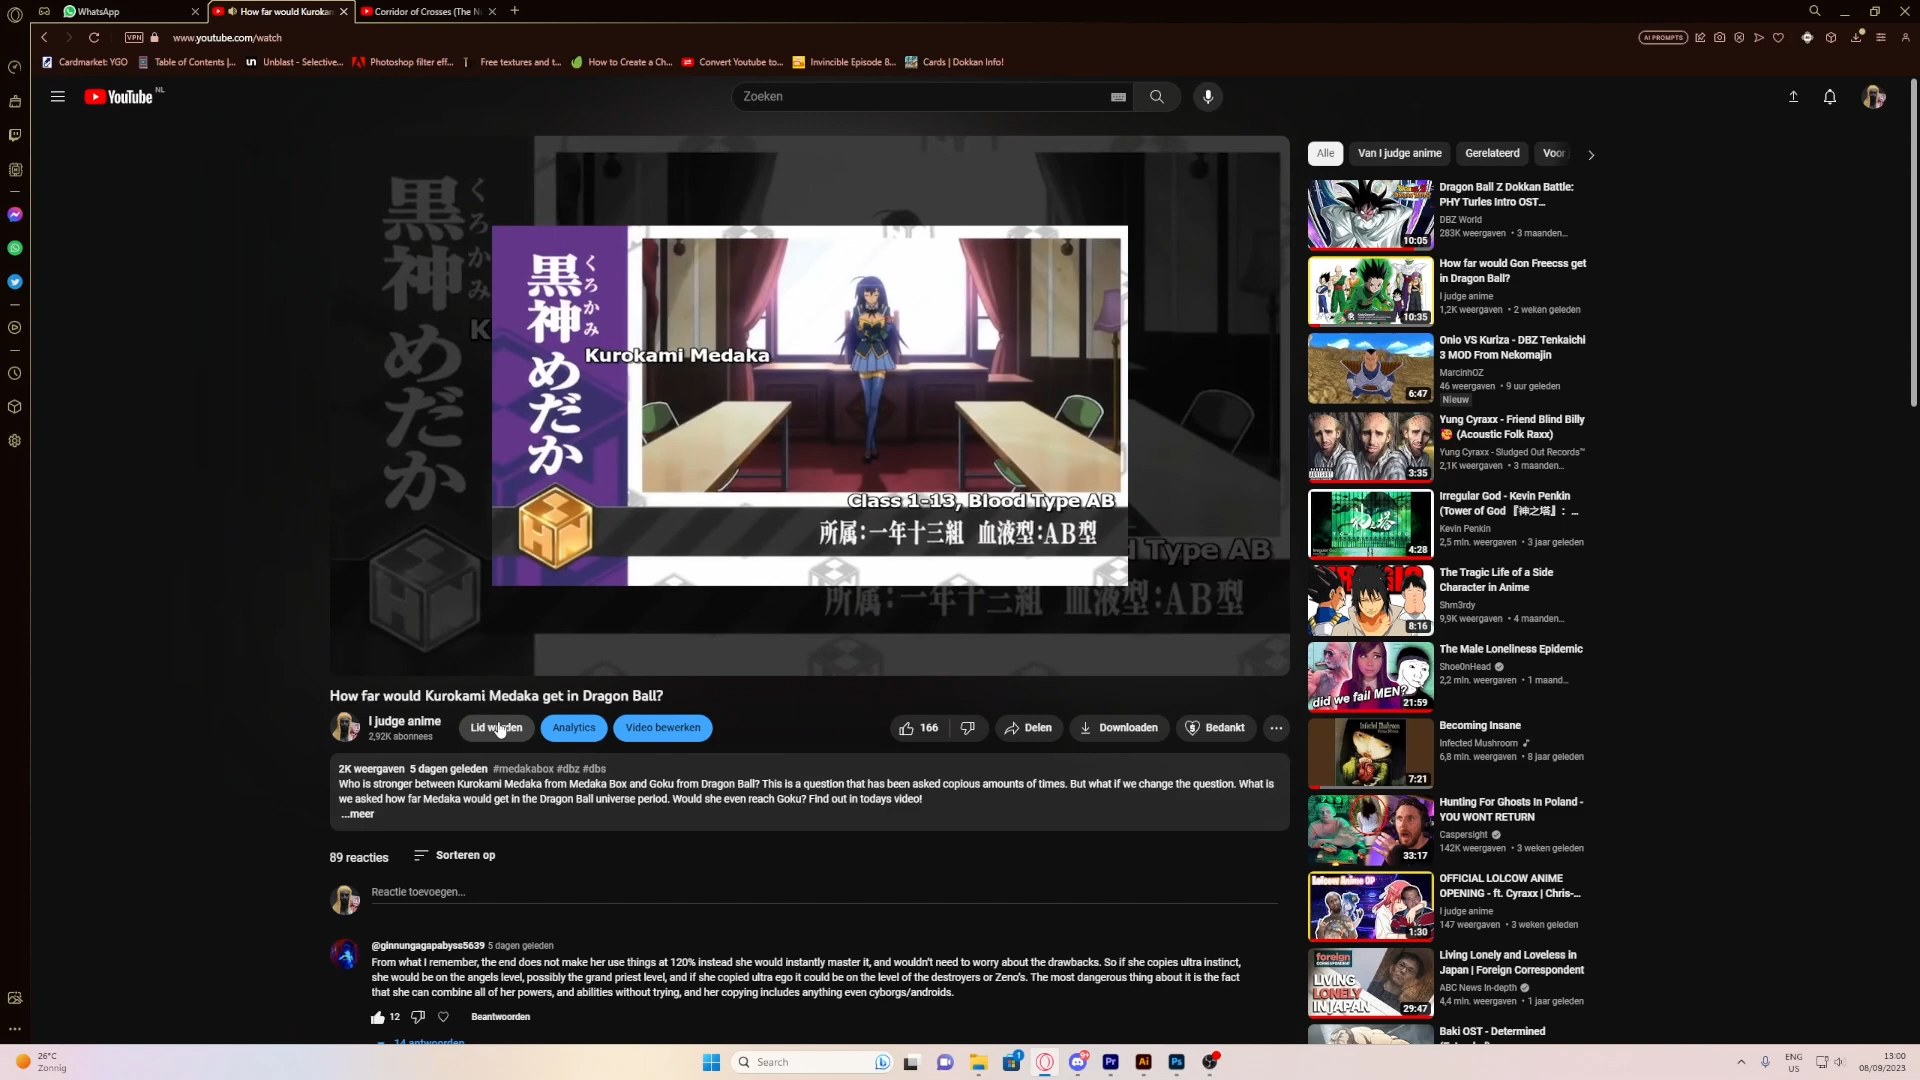 WhatsApp
How far would Kurokan
Corridor of Crosses (The N
VPN
www.youtube.com/watch
AI PROMPTS
Cardmarket: YGO
Table of Contents |...
un
Unblast - Selective...
Photoshop filter eff...
Free textures and t...
How to Create a Ch...
Convert Youtube to...
Invincible Episode 8...
Cards | Dokkan Info!
YouTube NL
Zoeken
黒神めだか
くろかみ
Kurokami Medaka
Class 1-13, Blood Type AB
所属:一年十三組 血液型:AB型
Type AB
所属:一年十三組 血液型:AB型
How far would Kurokami Medaka get in Dragon Ball?
I judge anime
2,92K abonnees
Lid worden
Analytics
Video bewerken
166
Delen
Downloaden
Bedankt
2K weergaven 5 dagen geleden #medakabox #dbz #dbs
Who is stronger between Kurokami Medaka from Medaka Box and Goku from Dragon Ball? This is a question that has been asked copious amounts of times. But what if we change the question. What is
we asked how far Medaka would get in the Dragon Ball universe period. Would she even reach Goku? Find out in todays video!
...meer
89 reacties
Sorteren op
Reactie toevoegen...
@ginnungagapabyss5639 5 dagen geleden
From what I remember, the end does not make her use things at 120% instead she would instantly master it, and wouldn't need to worry about the drawbacks. So if she copies ultra instinct,
she would be on the angels level, possibly the grand priest level, and if she copied ultra ego it could be on the level of the destroyers or Zeno's. The most dangerous thing about it is the fact
that she can combine all of her powers, and abilities without trying, and her copying includes anything even cyborgs/androids.
12
Beantwoorden
14 antwoorden
Alle
Van I judge anime
Gerelateerd
Voor
Dragon Ball Z Dokkan Battle:
PHY Turles Intro OST...
DBZ World
283K weergaven • 3 maanden...
10:05
How far would Gon Freecss get
in Dragon Ball?
I judge anime
1,2K weergaven • 2 weken geleden
10:35
Onio VS Kuriza - DBZ Tenkaichi
3 MOD From Nekomajin
MarcinhOZ
46 weergaven • 9 uur geleden
Nieuw
6:47
Yung Cyraxx - Friend Blind Billy
(Acoustic Folk Raxx)
Yung Cyraxx - Sludged Out Records™
2,1K weergaven • 3 maanden...
3:35
Irregular God - Kevin Penkin
(Tower of God 『神之塔』: ...
Kevin Penkin
2,5 mln. weergaven • 3 jaar geleden
4:28
The Tragic Life of a Side
Character in Anime
Shm3rdy
9,9K weergaven • 4 maanden...
8:16
The Male Loneliness Epidemic
Shoe0nHead
2,2 mln. weergaven • 1 maand...
did we fail MEN?
21:59
Becoming Insane
Infected Mushroom
6,8 mln. weergaven • 8 jaar geleden
7:21
Hunting For Ghosts In Poland -
YOU WONT RETURN
Caspersight
142K weergaven • 3 weken geleden
33:17
OFFICIAL LOLCOW ANIME
OPENING - ft. Cyraxx | Chris-...
I judge anime
147 weergaven • 3 weken geleden
Lolcow Anime OP
1:30
Living Lonely and Loveless in
Japan | Foreign Correspondent
ABC News In-depth
4,4 mln. weergaven • 1 jaar geleden
foreign
correspondent
LIVING
LONELY
IN JAPAN
29:47
Baki OST - Determined
26°C
Zonnig
Search
ENG
US
13:00
08/09/2023